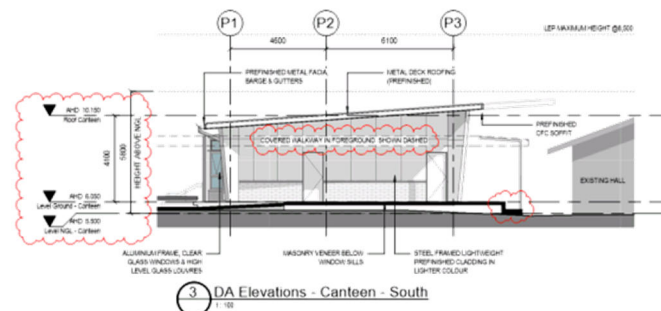 P1
P2
P3
LEP MAXIMUM HEIGHT @8,500
4600
6100
PREFINISHED METAL FACIA,
BARGE & GUTTERS
METAL DECK ROOFING
(PREFINISHED)
AHD 10.150
Roof Canteen
PREFINISHED
CFC SOFFIT
COVERED WALKWAY IN FOREGROUND SHOWN DASHED
4100
HEIGHT ABOVE NGL
EXISTING HALL
AHD 6.050
Level Ground - Canteen
AHD 5.500
Level NGL - Canteen
ALUMINIUM FRAME, CLEAR
GLASS WINDOWS & HIGH
LEVEL GLASS LOUVRES
MASONRY VENEER BELOW
WINDOW SILLS
STEEL FRAMED LIGHTWEIGHT
PREFINISHED CLADDING IN
LIGHTER COLOUR
3 DA Elevations - Canteen - South
1 : 100